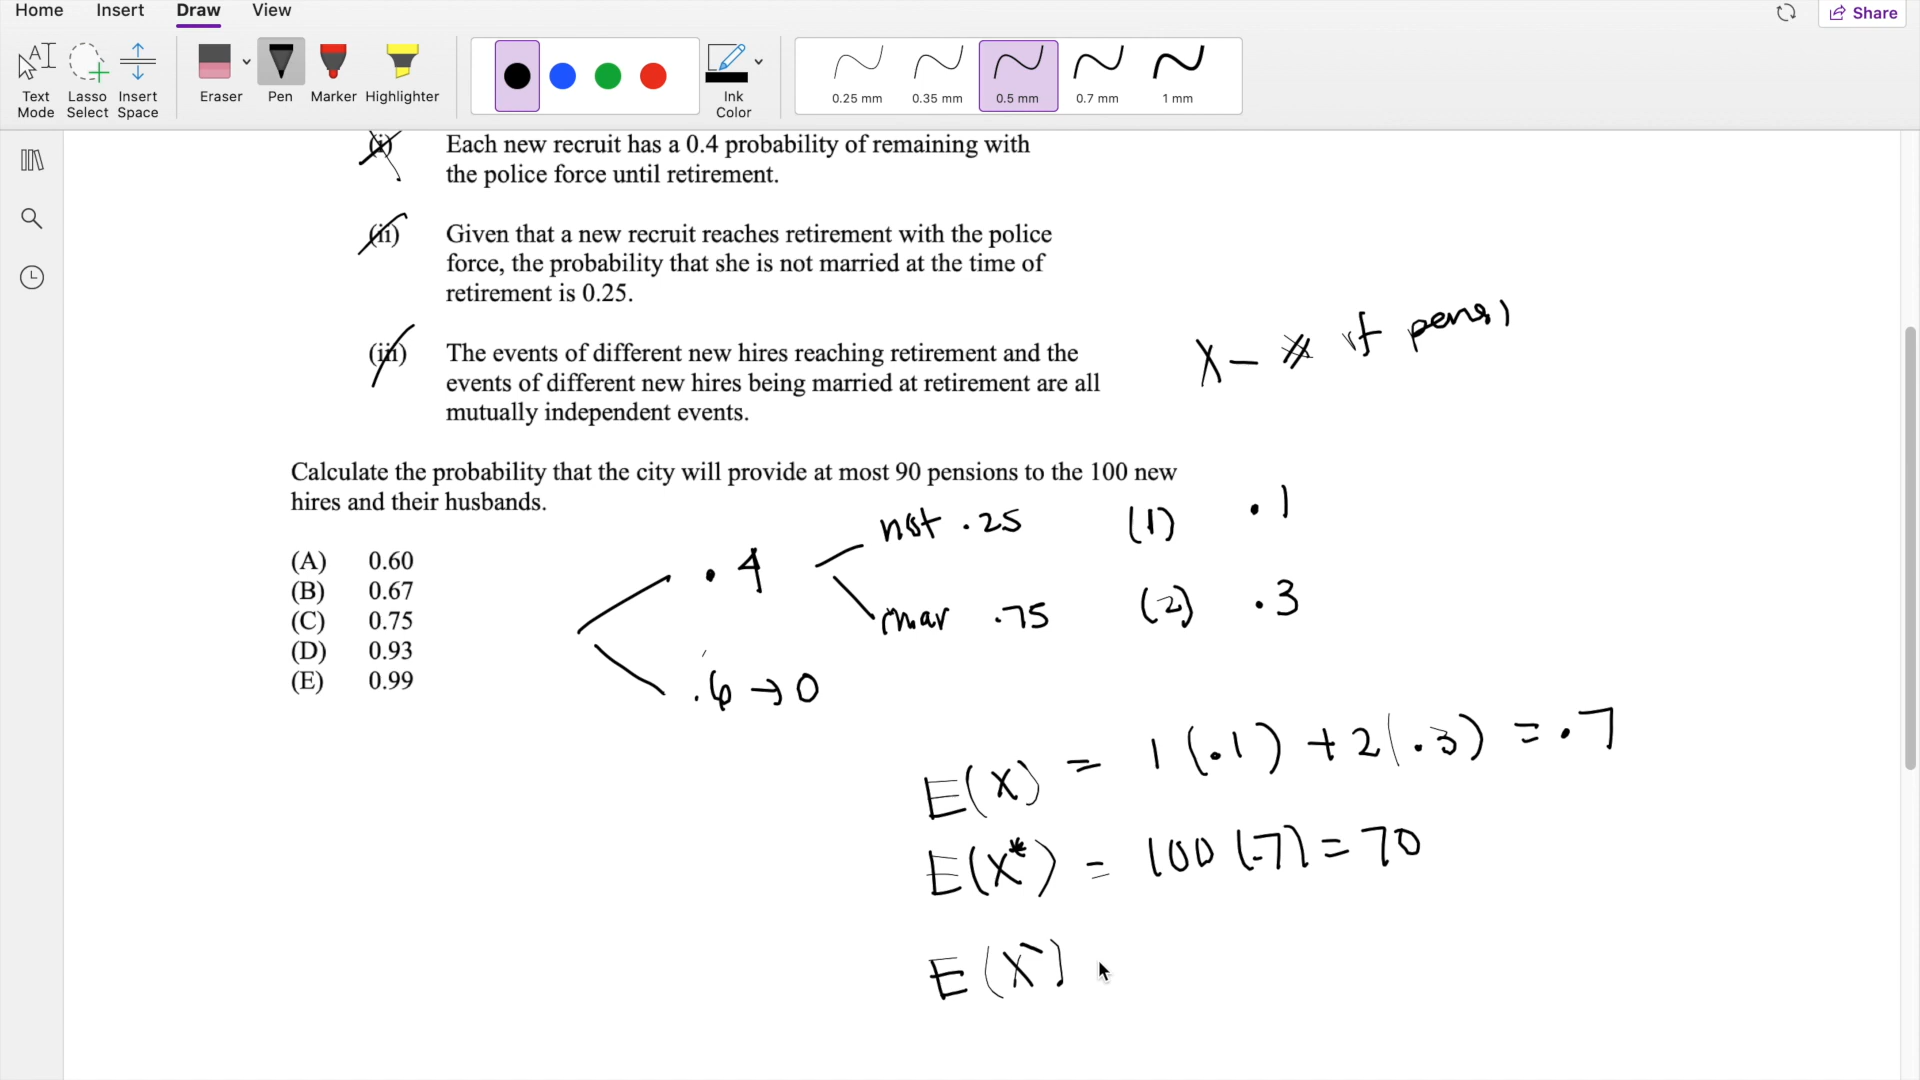 Home Insert Draw View Share
Text Mode Lasso Select Insert Space Eraser Pen Marker Highlighter Ink Color 0.25 mm 0.35 mm 0.5 mm 0.7 mm 1 mm
(i) Each new recruit has a 0.4 probability of remaining with
the police force until retirement.
(ii) Given that a new recruit reaches retirement with the police
force, the probability that she is not married at the time of
retirement is 0.25.
X - # of pensi
(iii) The events of different new hires reaching retirement and the
events of different new hires being married at retirement are all
mutually independent events.
Calculate the probability that the city will provide at most 90 pensions to the 100 new
hires and their husbands.
not .25 (1) .1
(A) 0.60
(B) 0.67
(C) 0.75
(D) 0.93
(E) 0.99
.4
mar .75 (2) .3
.6 → 0
E(X) = 1(.1) + 2(.3) = .7
E(X*) = 100(.7) = 70
E(X)